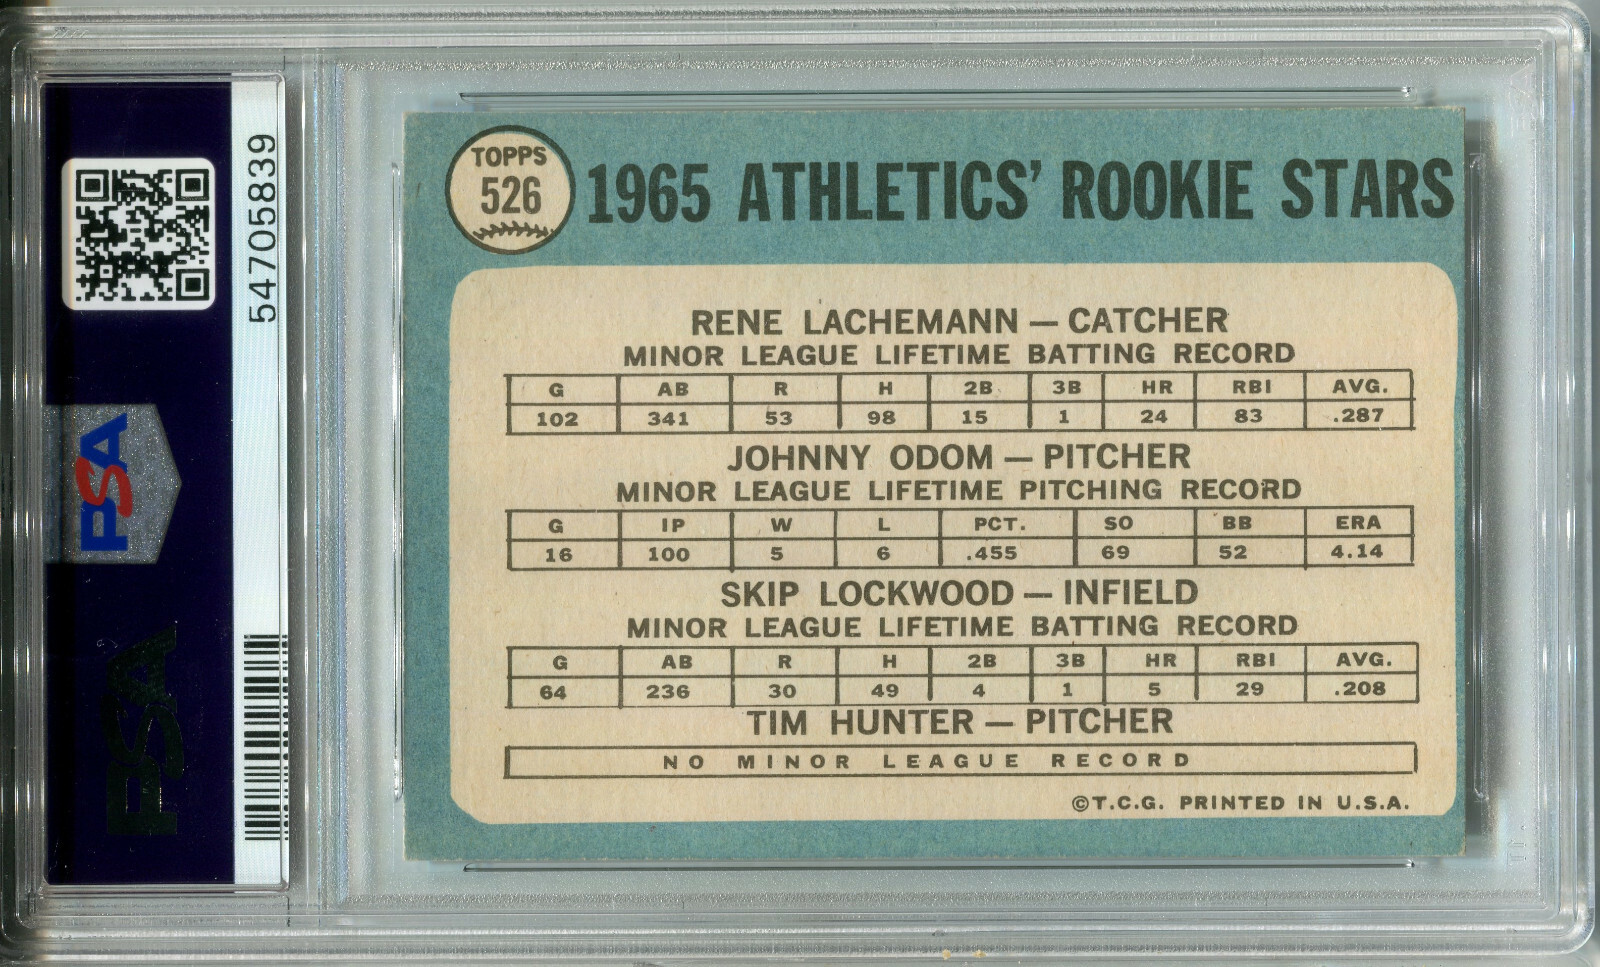 TOPPS
526
1965 ATHLETICS' ROOKIE STARS
RENE LACHEMANN — CATCHER
MINOR LEAGUE LIFETIME BATTING RECORD
G AB R H 2B 3B HR RBI AVG.
102 341 53 98 15 1 24 83 .287
JOHNNY ODOM — PITCHER
MINOR LEAGUE LIFETIME PITCHING RECORD
G IP W L PCT. SO BB ERA
16 100 5 6 .455 69 52 4.14
SKIP LOCKWOOD — INFIELD
MINOR LEAGUE LIFETIME BATTING RECORD
G AB R H 2B 3B HR RBI AVG.
64 236 30 49 4 1 5 29 .208
TIM HUNTER — PITCHER
NO MINOR LEAGUE RECORD
©T.C.G. PRINTED IN U.S.A.
54705839
PSA
PSA